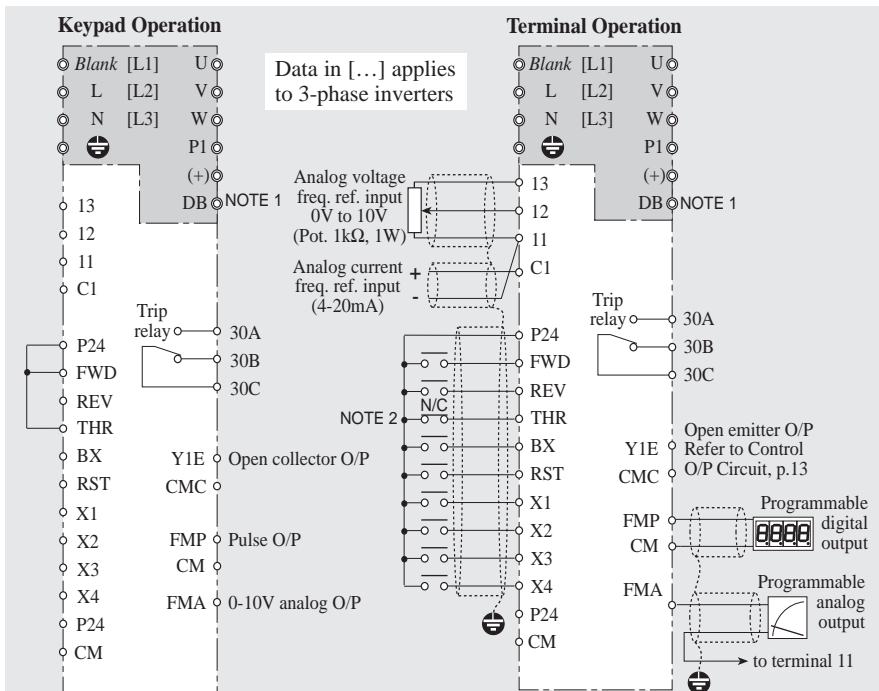 Keypad Operation
Blank [L1] U
L [L2] V
N [L3] W
P1
(+)
DB NOTE 1
13
12
11
C1
Trip
relay
30A
30B
30C
P24
FWD
REV
THR
BX
RST
X1
X2
X3
X4
P24
CM
Y1E Open collector O/P
CMC
FMP Pulse O/P
CM
FMA 0-10V analog O/P
Data in […] applies
to 3-phase inverters
Terminal Operation
Blank [L1] U
L [L2] V
N [L3] W
P1
(+)
DB NOTE 1
Analog voltage
freq. ref. input
0V to 10V
(Pot. 1kΩ, 1W)
13
12
11
Analog current
freq. ref. input
(4-20mA)
+
-
C1
Trip
relay
30A
30B
30C
P24
FWD
REV
N/C
NOTE 2
THR
BX
RST
X1
X2
X3
X4
P24
CM
Y1E
CMC
Open emitter O/P
Refer to Control
O/P Circuit, p.13
FMP
CM
Programmable
digital
output
8.8.8.8
FMA
Programmable
analog
output
to terminal 11